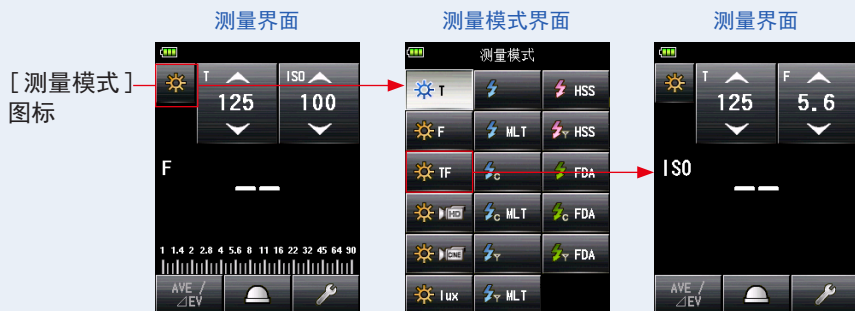 测量界面
测量模式界面
测量界面
[测量模式]
图标
T
125
ISO
100
F
1 1.4 2 2.8 4 5.6 8 11 16 22 32 45 64 90
AVE /
⊿EV
测量模式
T
HSS
F
MLT
HSS
TF
C
FDA
HD
C MLT
C FDA
CINE
FDA
lux
MLT
T
125
F
5.6
ISO
AVE /
⊿EV